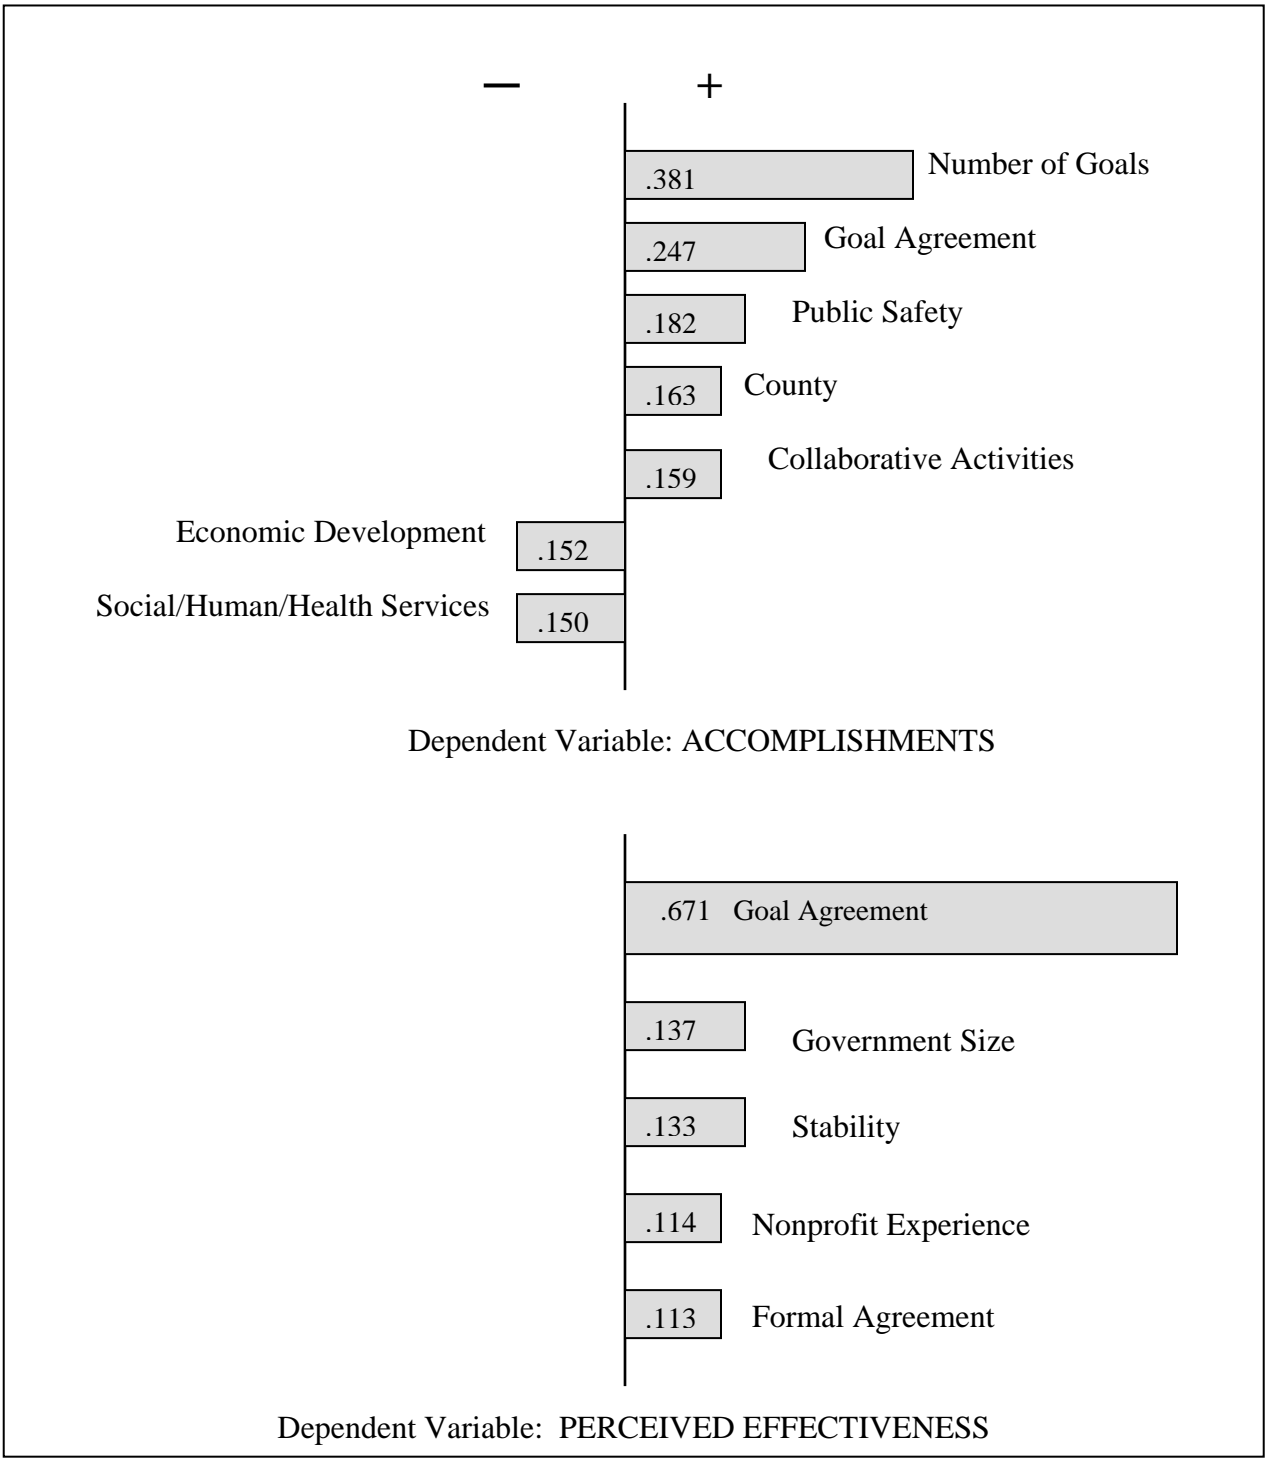 — +
.381 Number of Goals
.247 Goal Agreement
.182 Public Safety
.163 County
.159 Collaborative Activities
Economic Development .152
Social/Human/Health Services .150
Dependent Variable: ACCOMPLISHMENTS
.671 Goal Agreement
.137 Government Size
.133 Stability
.114 Nonprofit Experience
.113 Formal Agreement
Dependent Variable: PERCEIVED EFFECTIVENESS